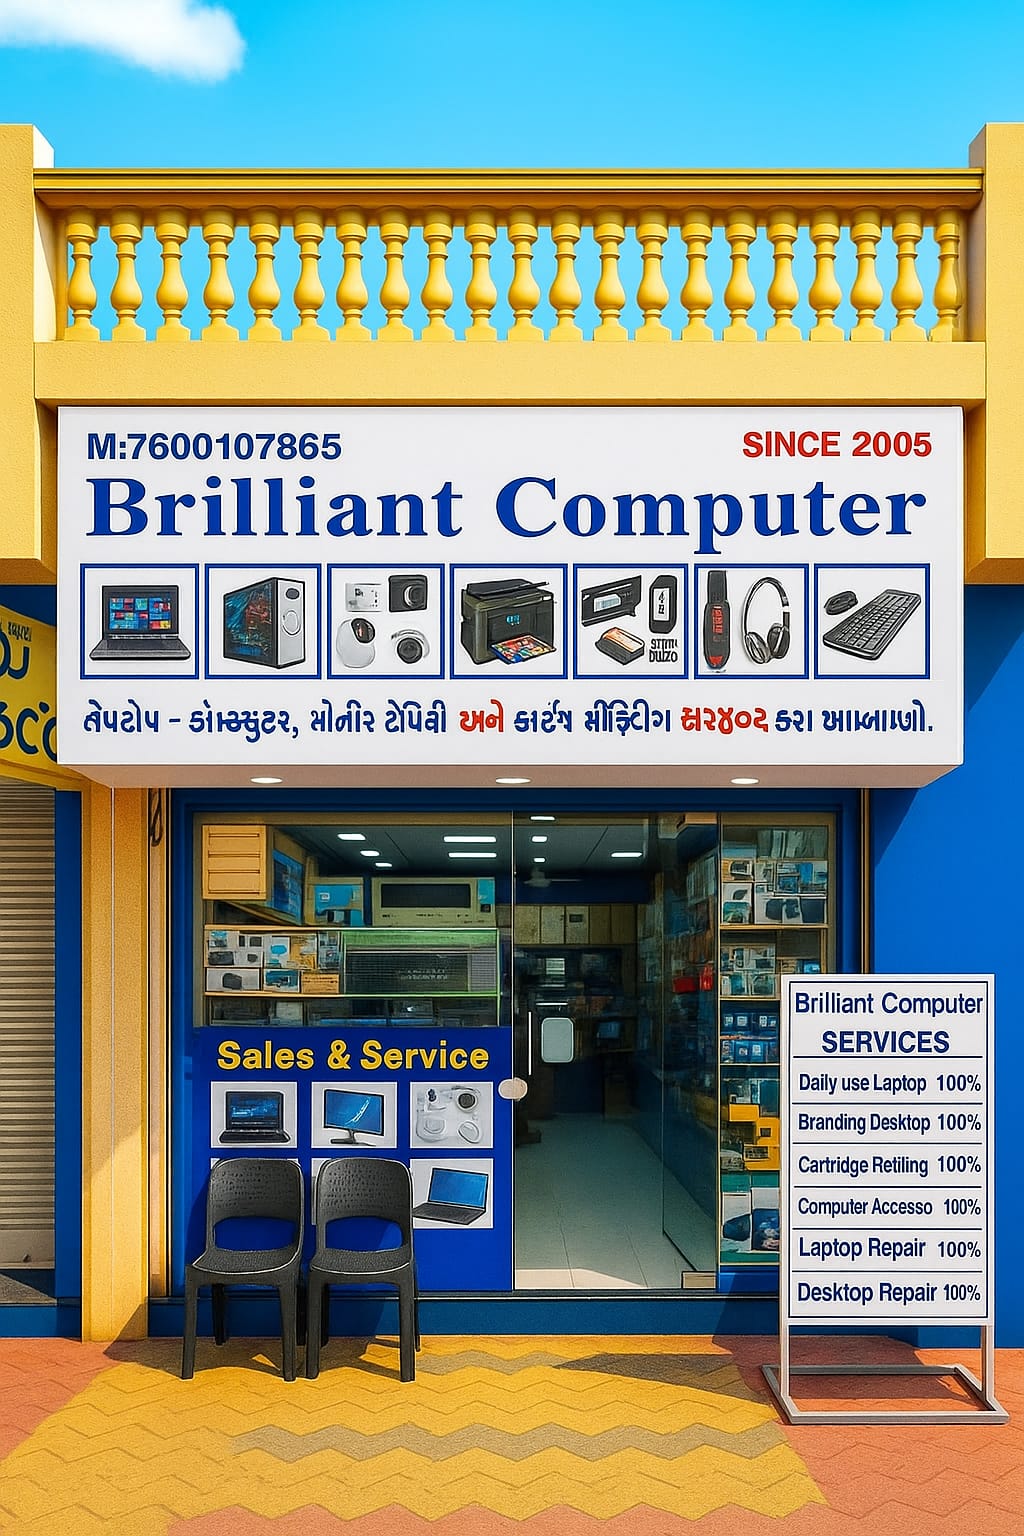 M:7600107865
SINCE 2005
Brilliant Computer
અને
Sales & Service
Brilliant Computer
SERVICES
Daily use Laptop 100%
Branding Desktop 100%
Cartridge Retiling 100%
Computer Accesso 100%
Laptop Repair 100%
Desktop Repair 100%